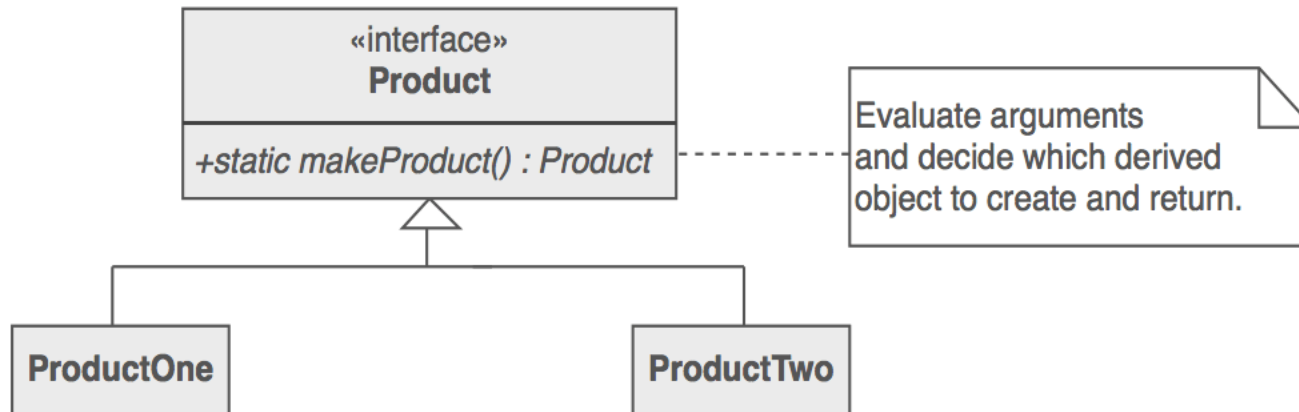 «interface»
Product
+static makeProduct() : Product
Evaluate arguments
and decide which derived
object to create and return.
ProductOne
ProductTwo